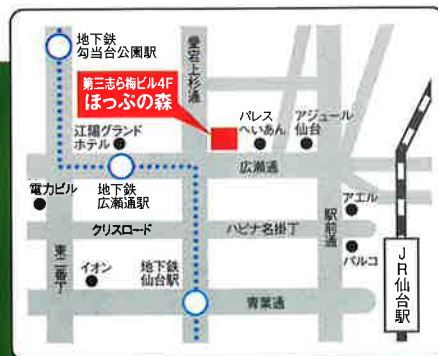 地下鉄
勾当台公園駅
愛宕上杉通
第三志ら梅ビル4F
ほっぷの森
江陽グランド
ホテル
パレス
へいあん
アジュール
仙台
広瀬通
電力ビル
地下鉄
広瀬通駅
クリスロード
ハピナ名掛丁
駅前通
アエル
パルコ
JR仙台駅
東二番丁
イオン
地下鉄
仙台駅
青葉通